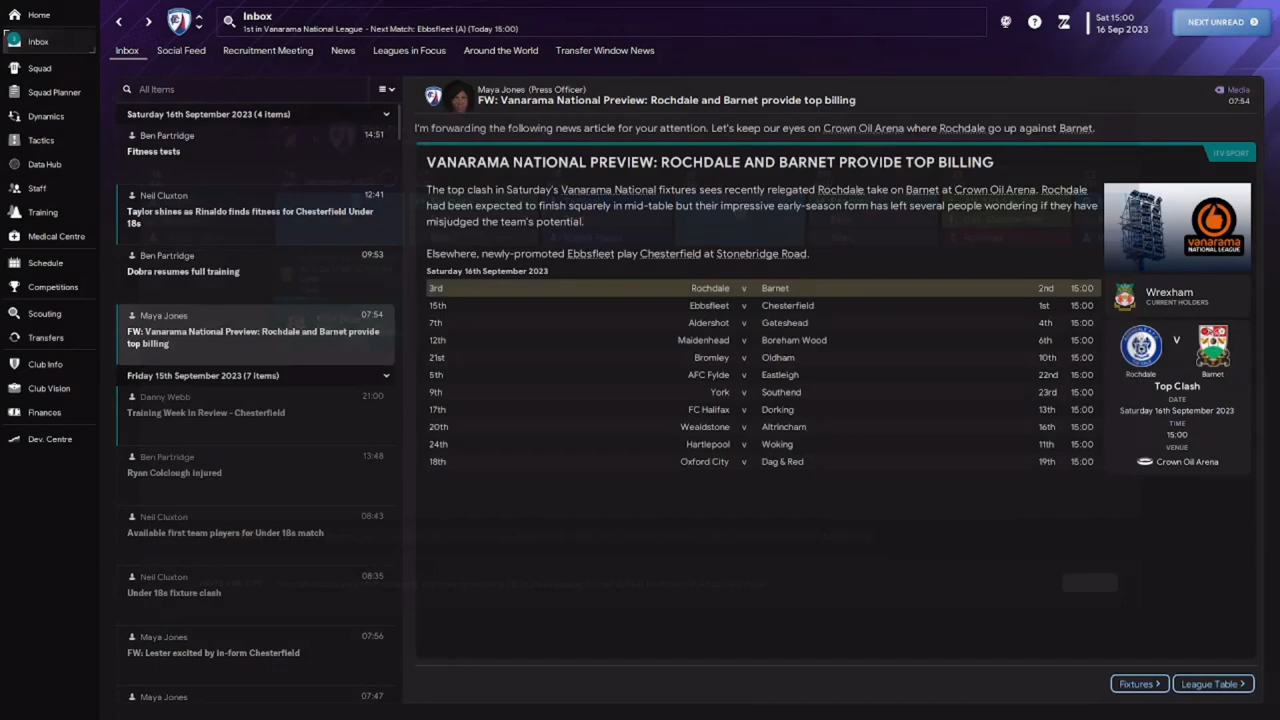 Home
Inbox
Squad
Squad Planner
Dynamics
Tactics
Data Hub
Staff
Training
Medical Centre
Schedule
Competitions
Scouting
Transfers
Club Info
Club Vision
Finances
Dev. Centre
Inbox
1st in Vanarama National League - Next Match: Ebbsfleet (A) (Today 15:00)
Sat 15:00
16 Sep 2023
NEXT UNREAD
Inbox Social Feed Recruitment Meeting News Leagues in Focus Around the World Transfer Window News
All Items
Saturday 16th September 2023 (4 items)
Ben Partridge 14:51
Fitness tests
Neil Cluxton 12:41
Taylor shines as Rinaldo finds fitness for Chesterfield Under
18s
Ben Partridge 09:53
Dobra resumes full training
Maya Jones 07:54
FW: Vanarama National Preview: Rochdale and Barnet provide
top billing
Friday 15th September 2023 (7 items)
Danny Webb 21:00
Training Week In Review - Chesterfield
Ben Partridge 13:48
Ryan Colclough injured
Neil Cluxton 08:43
Available first team players for Under 18s match
Neil Cluxton 08:35
Under 18s fixture clash
Maya Jones 07:56
FW: Lester excited by in-form Chesterfield
Maya Jones 07:47
Maya Jones (Press Officer)
FW: Vanarama National Preview: Rochdale and Barnet provide top billing
Media
07:54
I'm forwarding the following news article for your attention. Let's keep our eyes on Crown Oil Arena where Rochdale go up against Barnet.
ITV SPORT
VANARAMA NATIONAL PREVIEW: ROCHDALE AND BARNET PROVIDE TOP BILLING
The top clash in Saturday's Vanarama National fixtures sees recently relegated Rochdale take on Barnet at Crown Oil Arena. Rochdale
had been expected to finish squarely in mid-table but their impressive early-season form has left several people wondering if they have
misjudged the team's potential.
Elsewhere, newly-promoted Ebbsfleet play Chesterfield at Stonebridge Road.
Saturday 16th September 2023
3rd Rochdale v Barnet 2nd 15:00
15th Ebbsfleet v Chesterfield 1st 15:00
7th Aldershot v Gateshead 4th 15:00
12th Maidenhead v Boreham Wood 6th 15:00
21st Bromley v Oldham 10th 15:00
5th AFC Fylde v Eastleigh 22nd 15:00
9th York v Southend 23rd 15:00
17th FC Halifax v Dorking 13th 15:00
20th Wealdstone v Altrincham 16th 15:00
24th Hartlepool v Woking 11th 15:00
18th Oxford City v Dag & Red 19th 15:00
vanarama
NATIONAL LEAGUE
Wrexham
CURRENT HOLDERS
V
Rochdale Barnet
Top Clash
DATE
Saturday 16th September 2023
TIME
15:00
VENUE
Crown Oil Arena
Fixtures >
League Table >